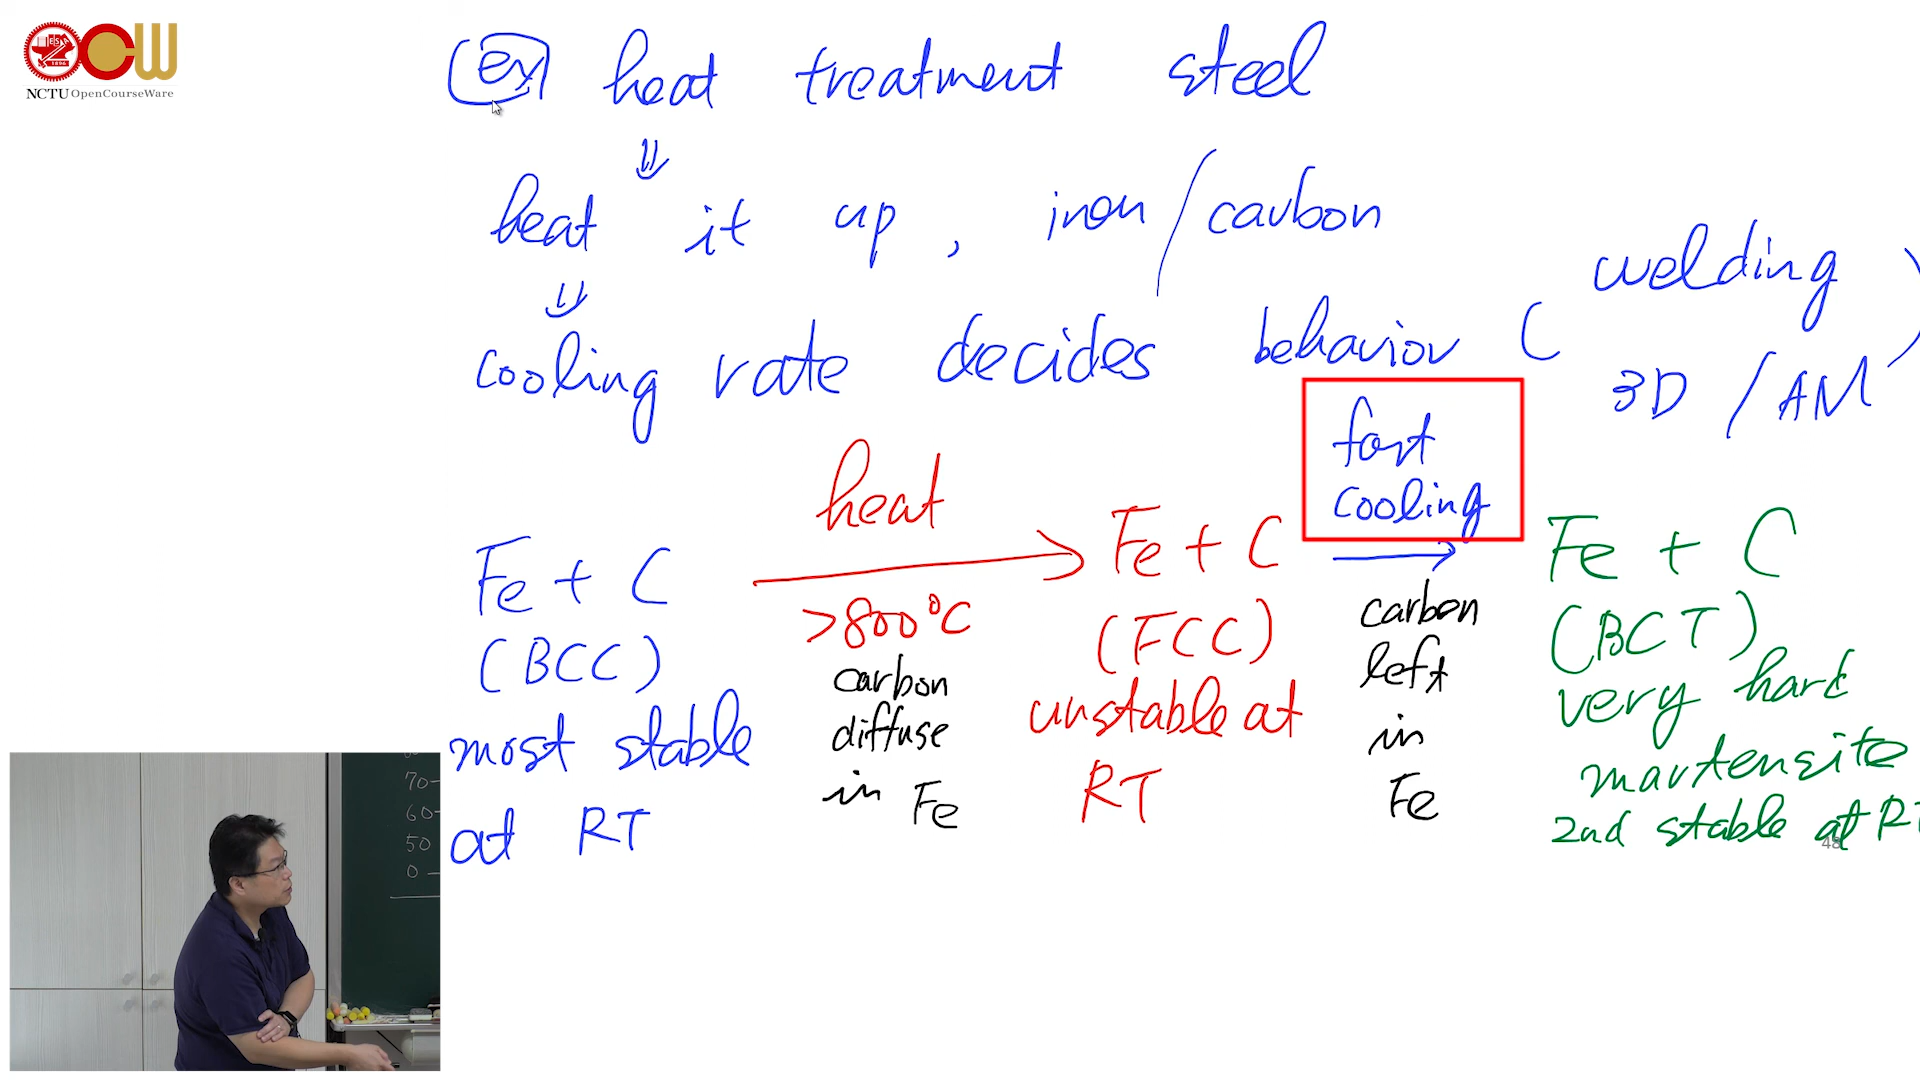 NCTU OpenCourseWare
(ex) heat treatment steel
⇓
heat it up, iron/carbon
⇓
cooling rate decides behavior ( welding )
3D / AM
fast
cooling
Fe + C
(BCC)
most stable
at RT
heat
>800°C
carbon
diffuse
in Fe
Fe + C
(FCC)
unstable at
RT
carbon
left
in
Fe
Fe + C
(BCT)
very hard
martensite
2nd stable at RT
48
70
60
50
0